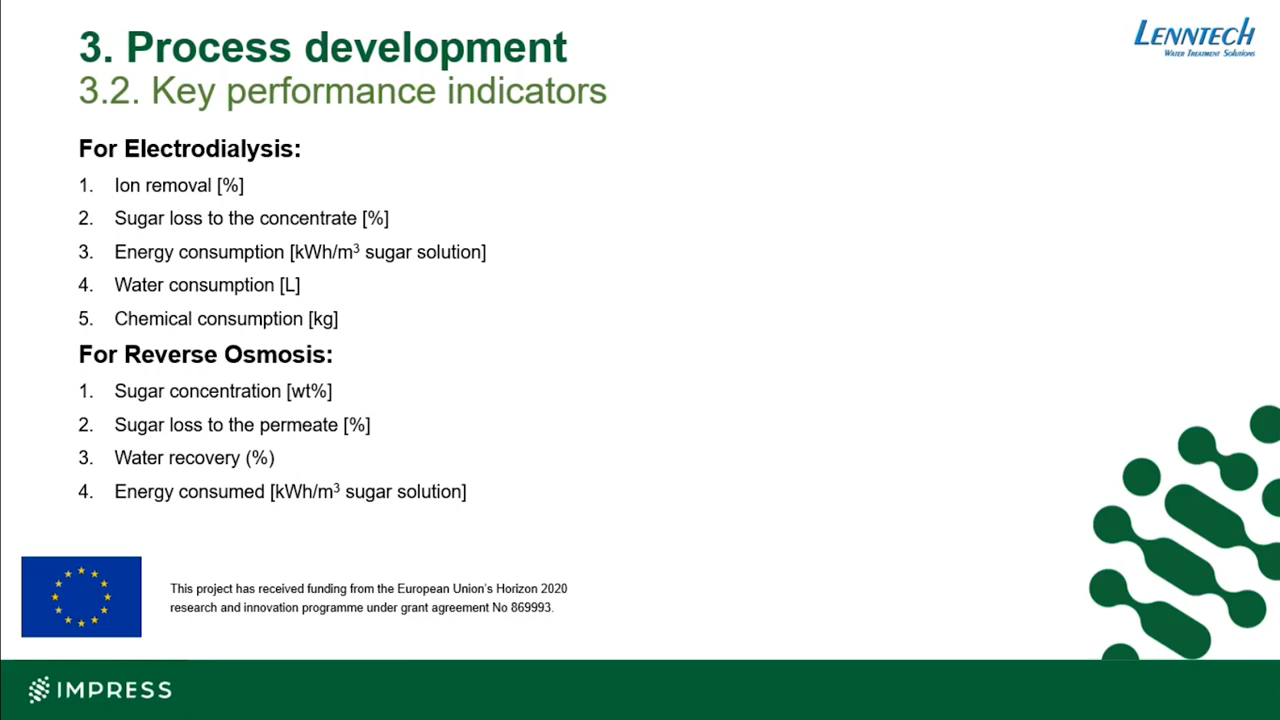 3. Process development
LENNTECH
WATER TREATMENT SOLUTIONS
3.2. Key performance indicators
For Electrodialysis:
1. Ion removal [%]
2. Sugar loss to the concentrate [%]
3. Energy consumption [kWh/m³ sugar solution]
4. Water consumption [L]
5. Chemical consumption [kg]
For Reverse Osmosis:
1. Sugar concentration [wt%]
2. Sugar loss to the permeate [%]
3. Water recovery (%)
4. Energy consumed [kWh/m³ sugar solution]
This project has received funding from the European Union's Horizon 2020
research and innovation programme under grant agreement No 869993.
IMPRESS